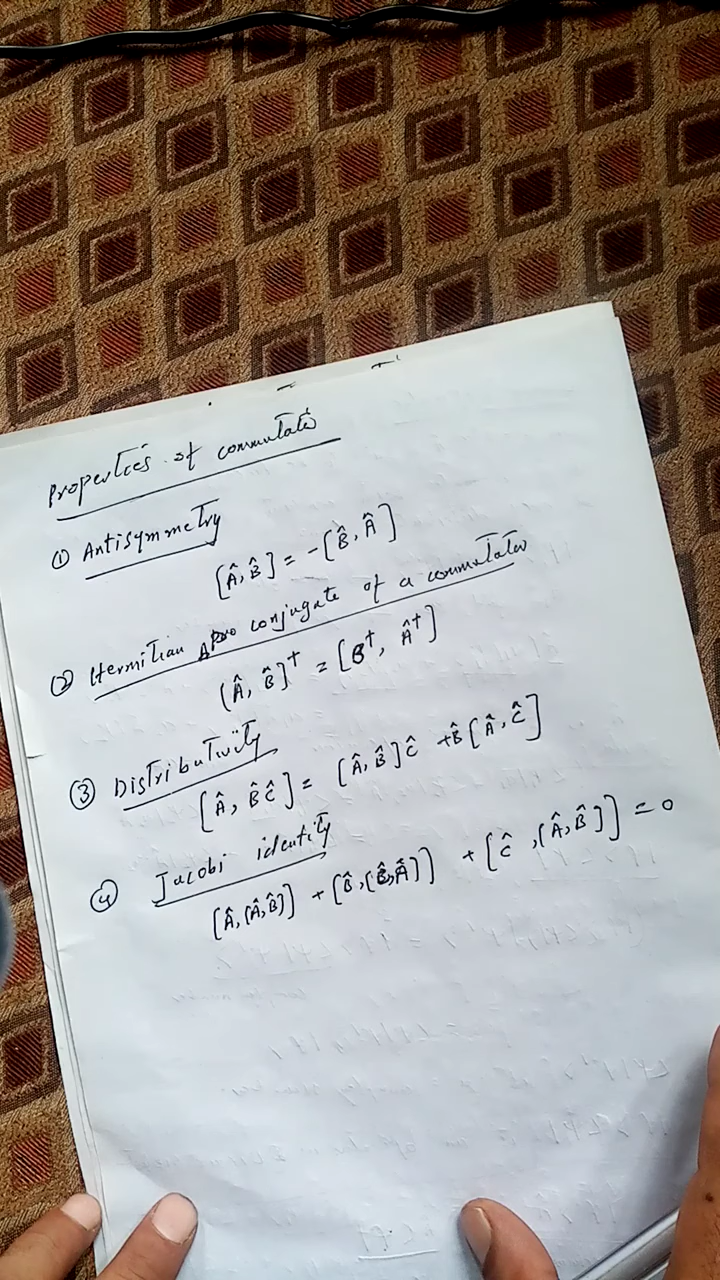 Properties of commutator
① Antisymmetry
[Â, B̂] = -[B̂, Â]
② Hermitian conjugate of a commutator
(Â, B̂]† = [B†, Â†]
③ Distributivity
[Â, B̂Ĉ] = [Â, B̂]Ĉ +B̂[Â, Ĉ]
④ Jacobi identity
[Â, [Â, B̂]] + [B̂, [B̂, Â]] + [Ĉ, [Â, B̂]] = 0